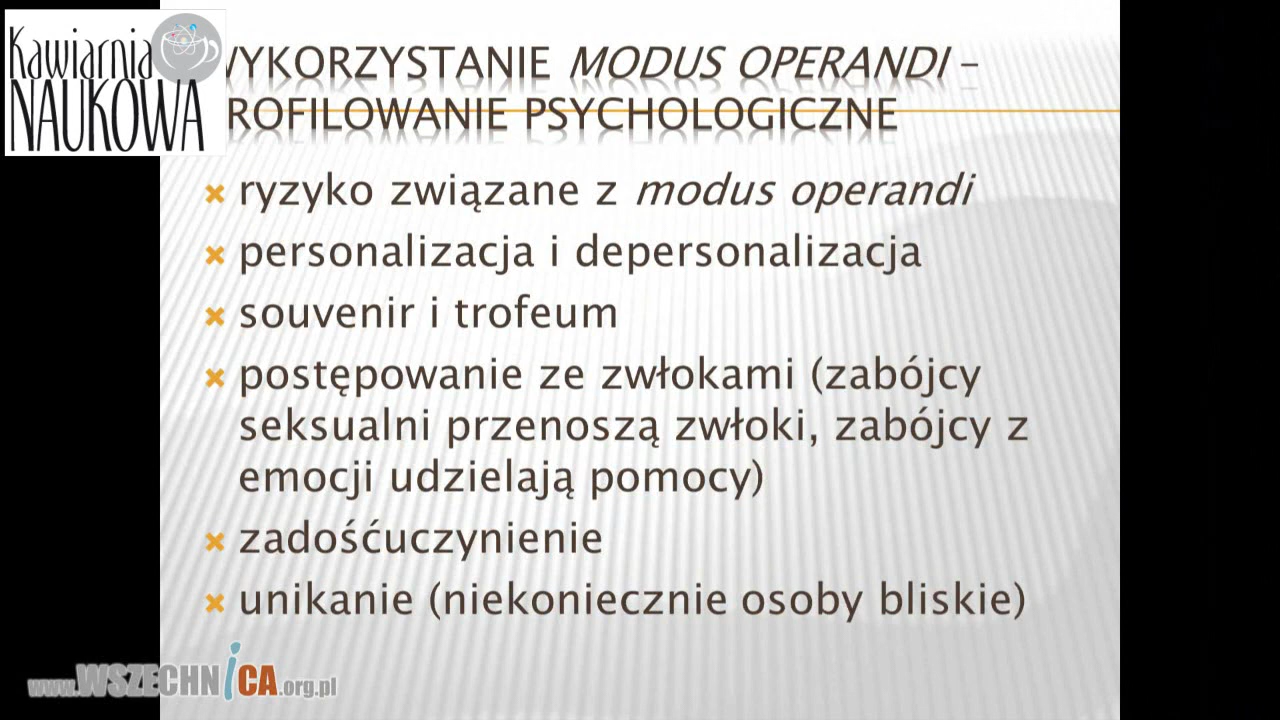 Kawiarnia
NAUKOWA
WYKORZYSTANIE MODUS OPERANDI –
ROFILOWANIE PSYCHOLOGICZNE
ryzyko związane z modus operandi
personalizacja i depersonalizacja
souvenir i trofeum
postępowanie ze zwłokami (zabójcy
seksualni przenoszą zwłoki, zabójcy z
emocji udzielają pomocy)
zadośćuczynienie
unikanie (niekoniecznie osoby bliskie)
www.WSZECHNiCA.org.pl